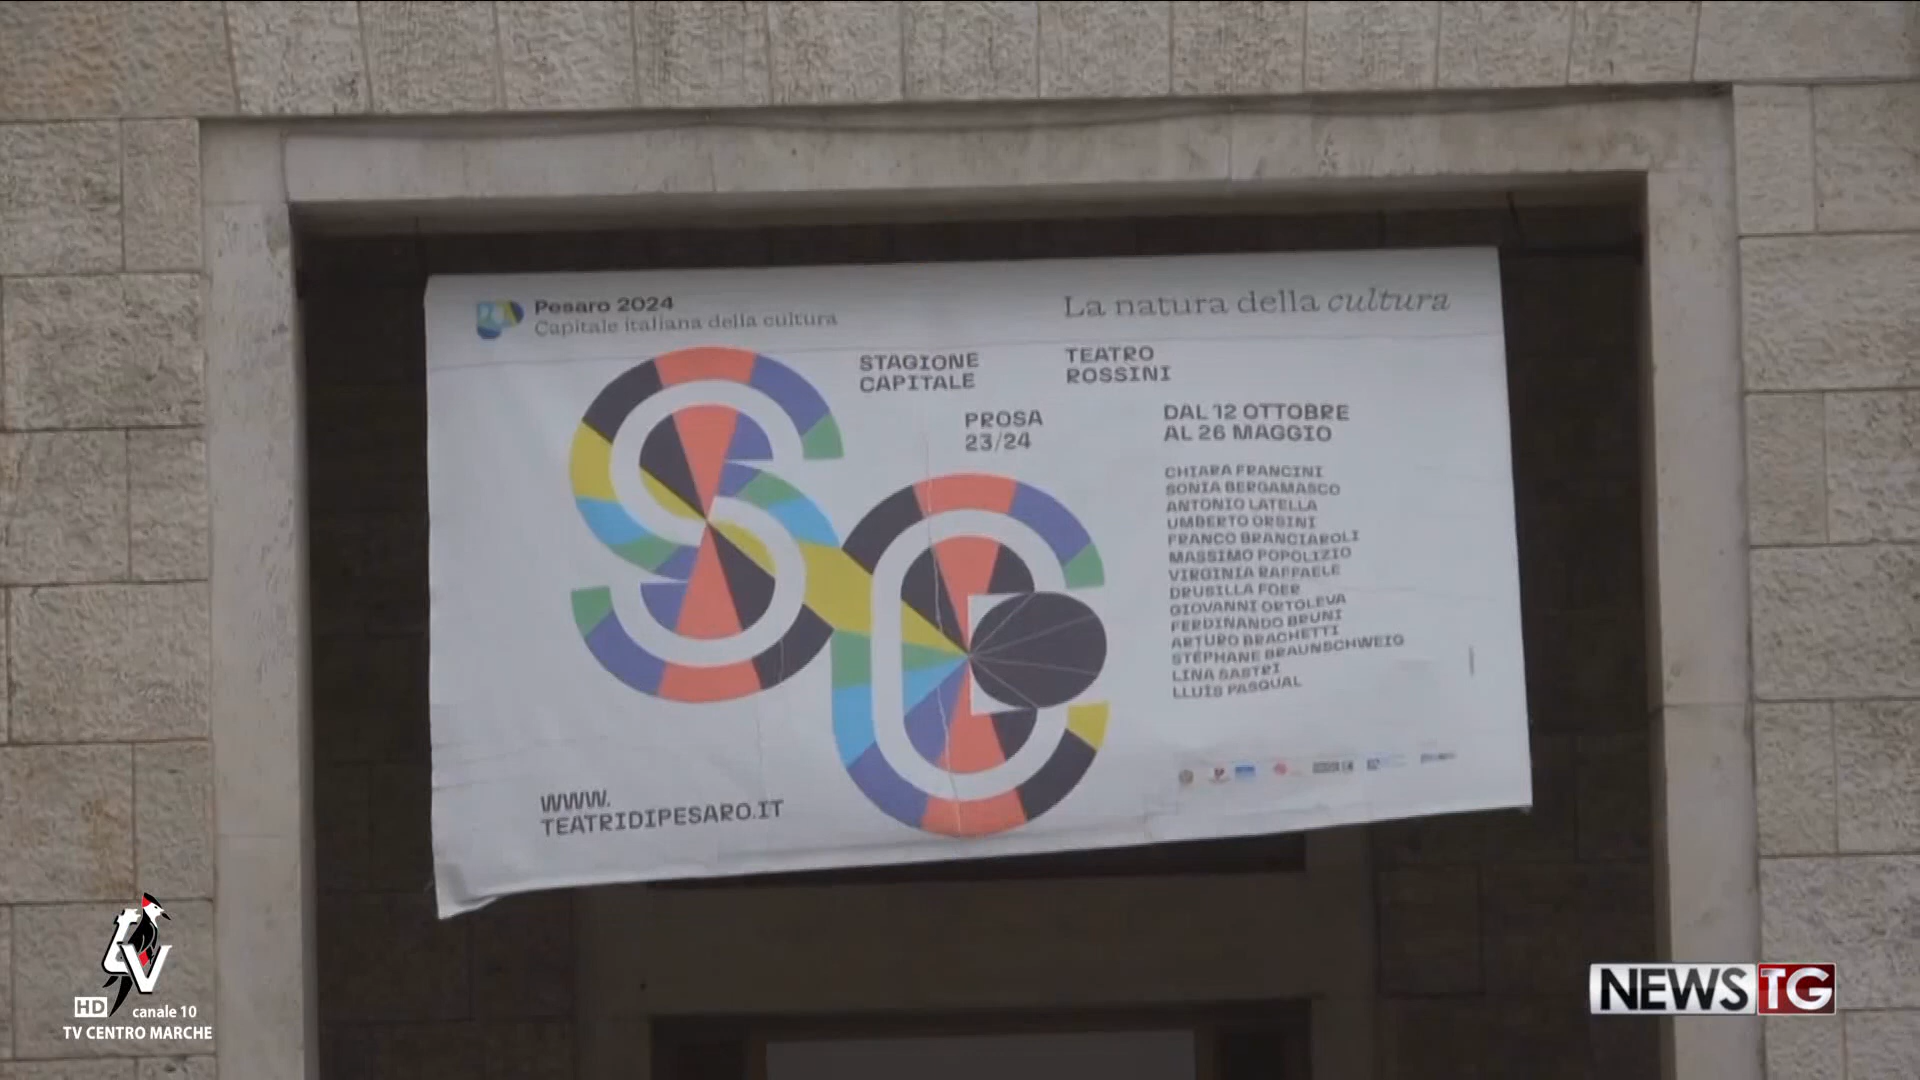 Pesaro 2024
Capitale italiana della cultura
La natura della cultura
STAGIONE
CAPITALE
TEATRO
ROSSINI
PROSA
23/24
DAL 12 OTTOBRE
AL 26 MAGGIO
CHIARA FRANCINI
SONIA BERGAMASCO
ANTONIO LATELLA
UMBERTO ORSINI
FRANCO BRANCIAROLI
MASSIMO POPOLIZIO
VIRGINIA RAFFAELE
DRUSILLA FOER
GIOVANNI ORTOLEVA
FERDINANDO BRUNI
ARTURO BRACHETTI
STÉPHANE BRAUNSCHWEIG
LINA SASTRI
LLUÍS PASQUAL
WWW.
TEATRIDIPESARO.IT
HD canale 10
TV CENTRO MARCHE
NEWS TG